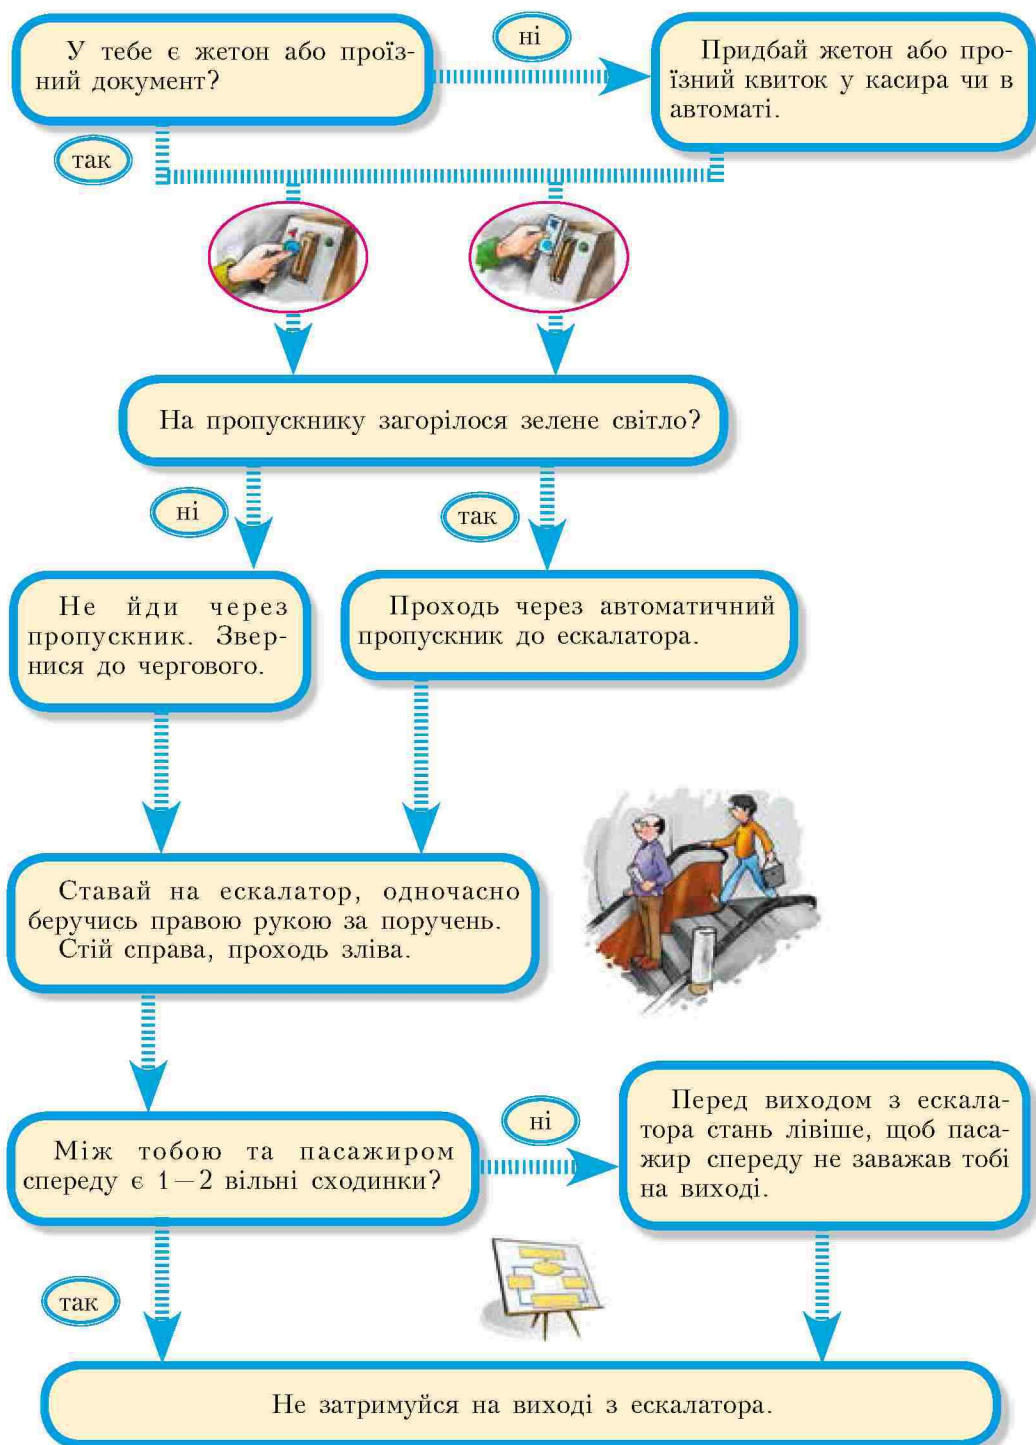 У тебе є жетон або проїз-
ний документ?
ні
Придбай жетон або про-
їзний квиток у касира чи в
автоматі.
так
На пропускнику загорілося зелене світло?
ні
так
Не йди через
пропускник. Звер-
нися до чергового.
Проходь через автоматичний
пропускник до ескалатора.
Ставай на ескалатор, одночасно
беручись правою рукою за поручень.
Стій справа, проходь зліва.
Між тобою та пасажиром
спереду є 1—2 вільні сходинки?
ні
Перед виходом з ескала-
тора стань лівіше, щоб паса-
жир спереду не заважав тобі
на виході.
так
Не затримуйся на виході з ескалатора.